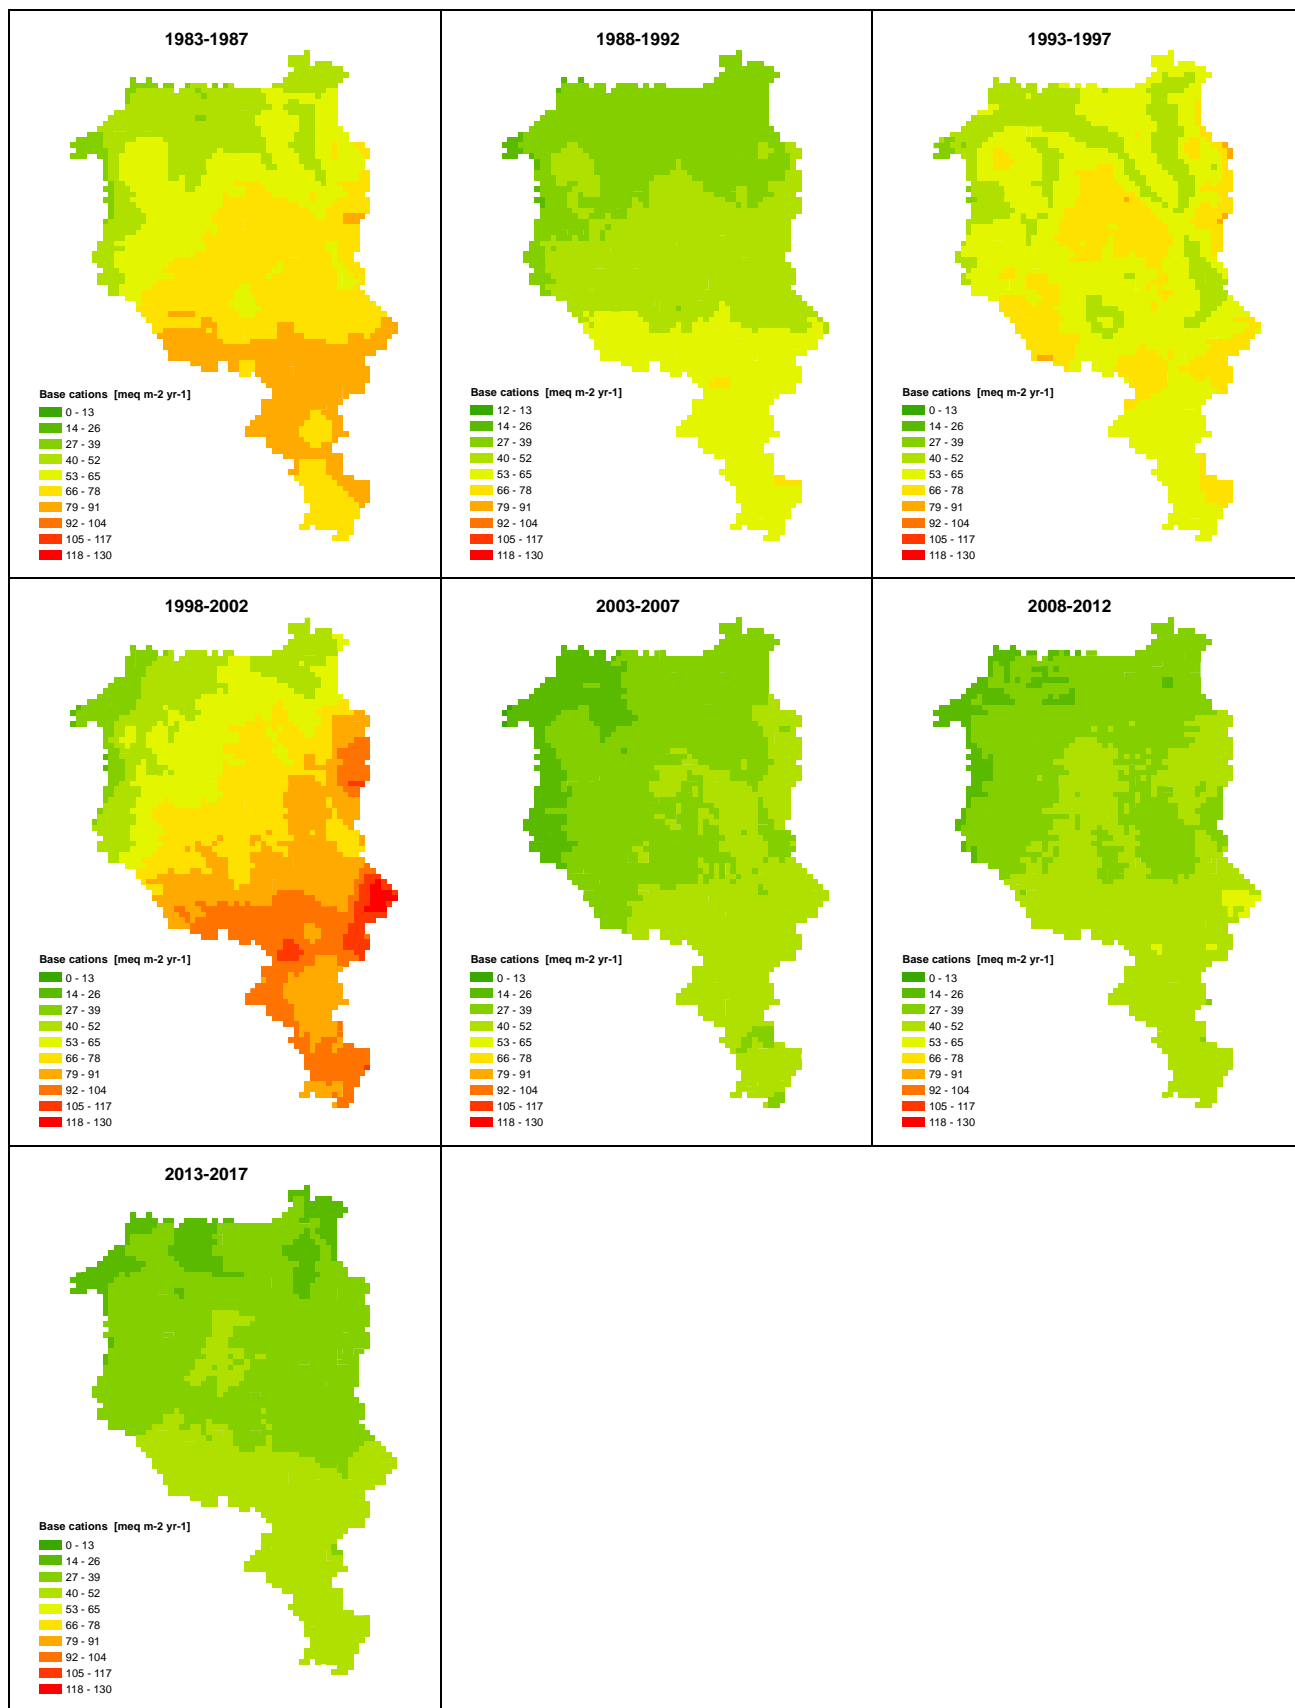 1983-1987
Base cations [meq m-2 yr-1]
0 - 13
14 - 26
27 - 39
40 - 52
53 - 65
66 - 78
79 - 91
92 - 104
105 - 117
118 - 130
1988-1992
Base cations [meq m-2 yr-1]
12 - 13
14 - 26
27 - 39
40 - 52
53 - 65
66 - 78
79 - 91
92 - 104
105 - 117
118 - 130
1993-1997
Base cations [meq m-2 yr-1]
0 - 13
14 - 26
27 - 39
40 - 52
53 - 65
66 - 78
79 - 91
92 - 104
105 - 117
118 - 130
1998-2002
Base cations [meq m-2 yr-1]
0 - 13
14 - 26
27 - 39
40 - 52
53 - 65
66 - 78
79 - 91
92 - 104
105 - 117
118 - 130
2003-2007
Base cations [meq m-2 yr-1]
0 - 13
14 - 26
27 - 39
40 - 52
53 - 65
66 - 78
79 - 91
92 - 104
105 - 117
118 - 130
2008-2012
Base cations [meq m-2 yr-1]
0 - 13
14 - 26
27 - 39
40 - 52
53 - 65
66 - 78
79 - 91
92 - 104
105 - 117
118 - 130
2013-2017
Base cations [meq m-2 yr-1]
0 - 13
14 - 26
27 - 39
40 - 52
53 - 65
66 - 78
79 - 91
92 - 104
105 - 117
118 - 130